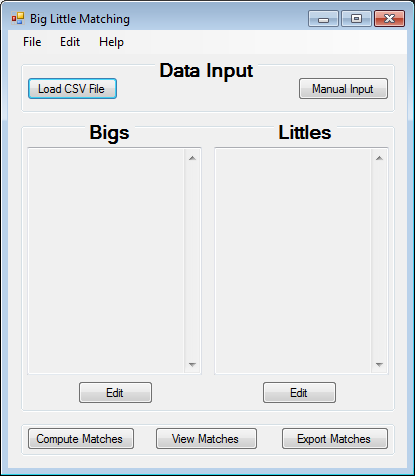 Big Little Matching
File Edit Help
Data Input
Load CSV File Manual Input
Bigs Littles
Edit Edit
Compute Matches View Matches Export Matches